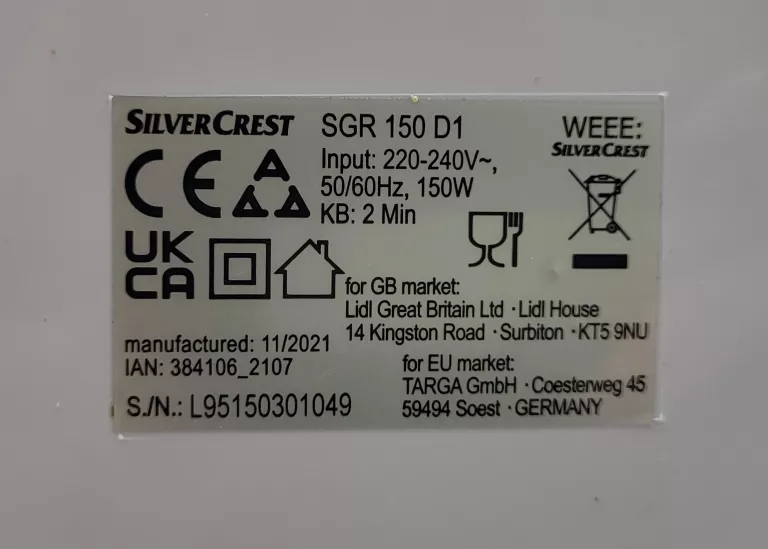 SILVERCREST SGR 150 D1 WEEE:
SILVERCREST
Input: 220-240V~,
50/60Hz, 150W
KB: 2 Min
CE
UK
CA
for GB market:
Lidl Great Britain Ltd · Lidl House
14 Kingston Road · Surbiton · KT5 9NU
manufactured: 11/2021
IAN: 384106_2107
S./N.: L95150301049
for EU market:
TARGA GmbH · Coesterweg 45
59494 Soest · GERMANY